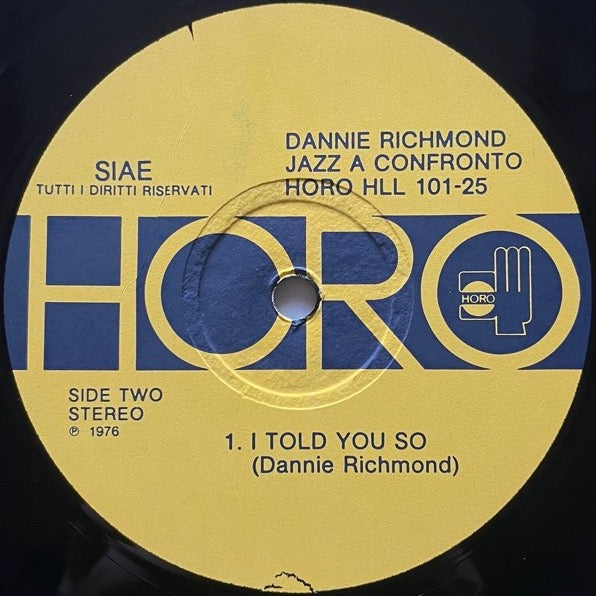 SIAE
TUTTI I DIRITTI RISERVATI
DANNIE RICHMOND
JAZZ A CONFRONTO
HORO HLL 101-25
HORO
HORO
SIDE TWO
STEREO
℗ 1976
1. I TOLD YOU SO
(Dannie Richmond)